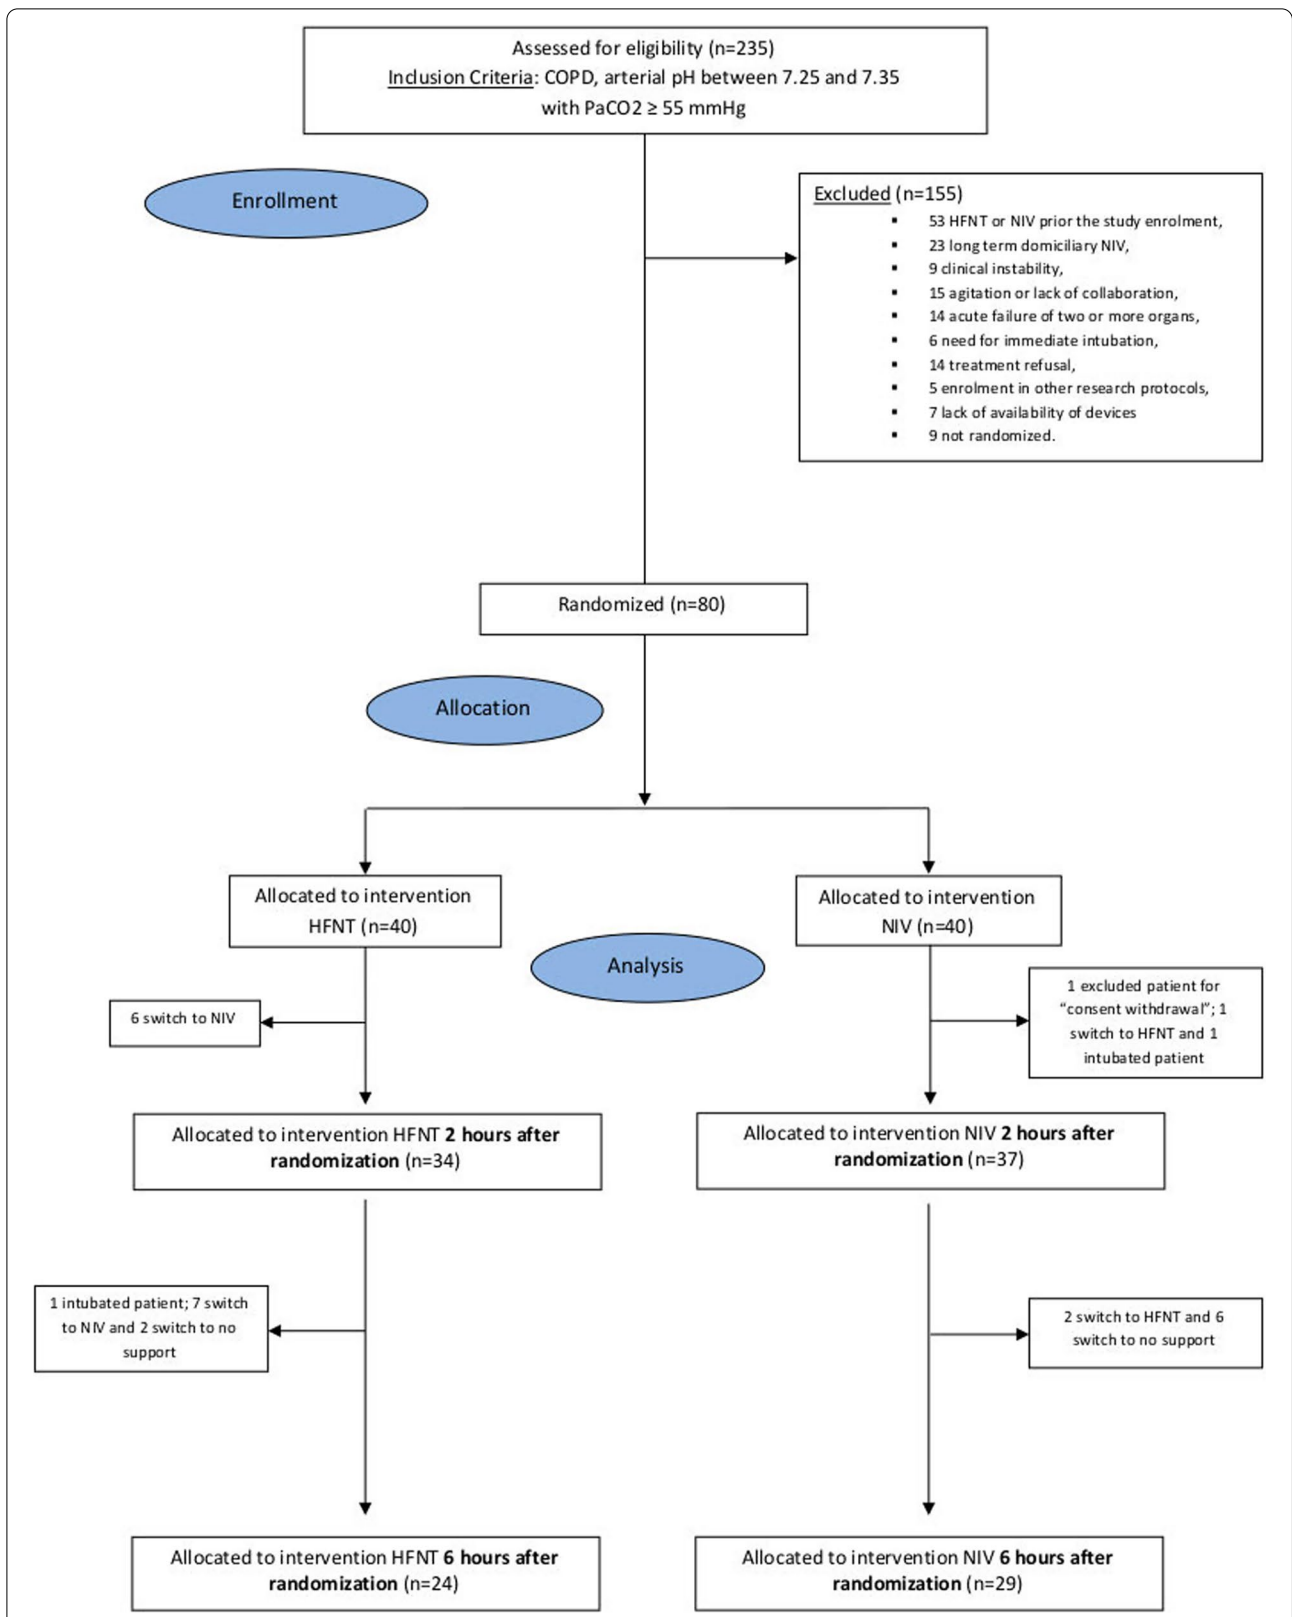 Assessed for eligibility (n=235)
Inclusion Criteria: COPD, arterial pH between 7.25 and 7.35
with PaCO2 ≥ 55 mmHg
Enrollment
Excluded (n=155)
▪ 53 HFNT or NIV prior the study enrolment,
▪ 23 long term domiciliary NIV,
▪ 9 clinical instability,
▪ 15 agitation or lack of collaboration,
▪ 14 acute failure of two or more organs,
▪ 6 need for immediate intubation,
▪ 14 treatment refusal,
▪ 5 enrolment in other research protocols,
▪ 7 lack of availability of devices
▪ 9 not randomized.
Randomized (n=80)
Allocation
Allocated to intervention
HFNT (n=40)
Allocated to intervention
NIV (n=40)
Analysis
6 switch to NIV
1 excluded patient for
“consent withdrawal”; 1
switch to HFNT and 1
intubated patient
Allocated to intervention HFNT 2 hours after
randomization (n=34)
Allocated to intervention NIV 2 hours after
randomization (n=37)
1 intubated patient; 7 switch
to NIV and 2 switch to no
support
2 switch to HFNT and 6
switch to no support
Allocated to intervention HFNT 6 hours after
randomization (n=24)
Allocated to intervention NIV 6 hours after
randomization (n=29)